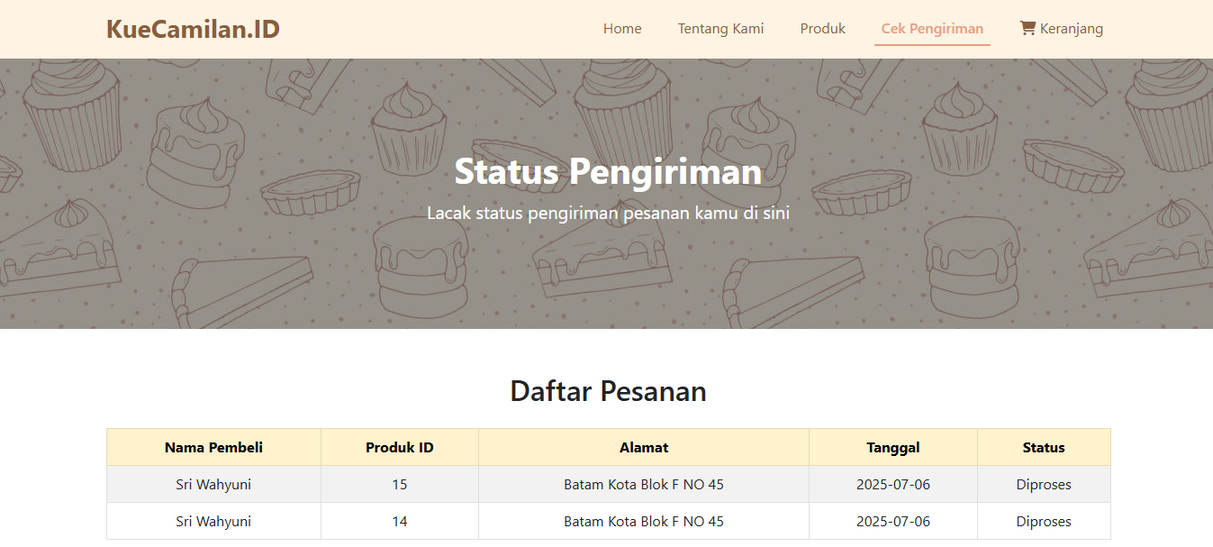 KueCamilan.ID Home Tentang Kami Produk Cek Pengiriman Keranjang
Status Pengiriman
Lacak status pengiriman pesanan kamu di sini
Daftar Pesanan
Nama Pembeli Produk ID Alamat Tanggal Status
Sri Wahyuni 15 Batam Kota Blok F NO 45 2025-07-06 Diproses
Sri Wahyuni 14 Batam Kota Blok F NO 45 2025-07-06 Diproses